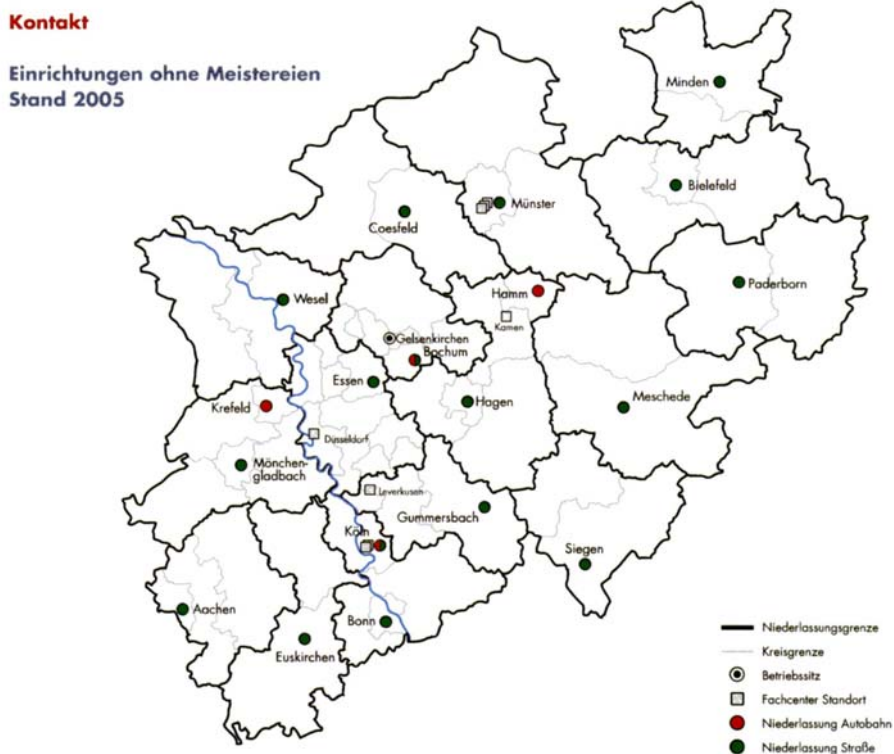 Kontakt
Einrichtungen ohne Meistereien
Stand 2005
Minden
Bielefeld
Münster
Coesfeld
Paderborn
Wesel
Hamm
Kamen
Gelsenkirchen
Bochum
Essen
Hagen
Meschede
Krefeld
Düsseldorf
Mönchen-
gladbach
Leverkusen
Gummersbach
Köln
Siegen
Aachen
Bonn
Euskirchen
Niederlassungsgrenze
Kreisgrenze
Betriebssitz
Fachcenter Standort
Niederlassung Autobahn
Niederlassung Straße